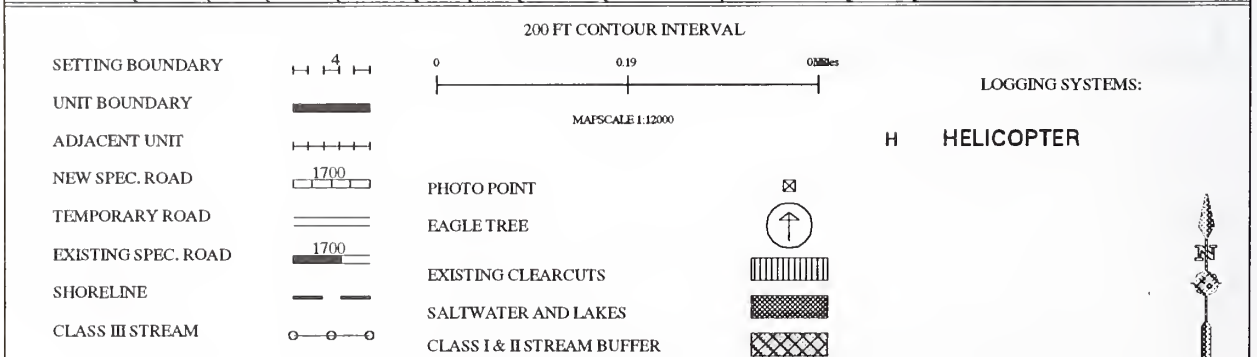 200 FT CONTOUR INTERVAL
SETTING BOUNDARY 4
UNIT BOUNDARY
ADJACENT UNIT
NEW SPEC. ROAD 1700
TEMPORARY ROAD
EXISTING SPEC. ROAD 1700
SHORELINE
CLASS III STREAM
0 0.19
MAPSCALE 1:12000
PHOTO POINT
EAGLE TREE
EXISTING CLEARCUTS
SALTWATER AND LAKES
CLASS I & II STREAM BUFFER
LOGGING SYSTEMS:
H HELICOPTER
N